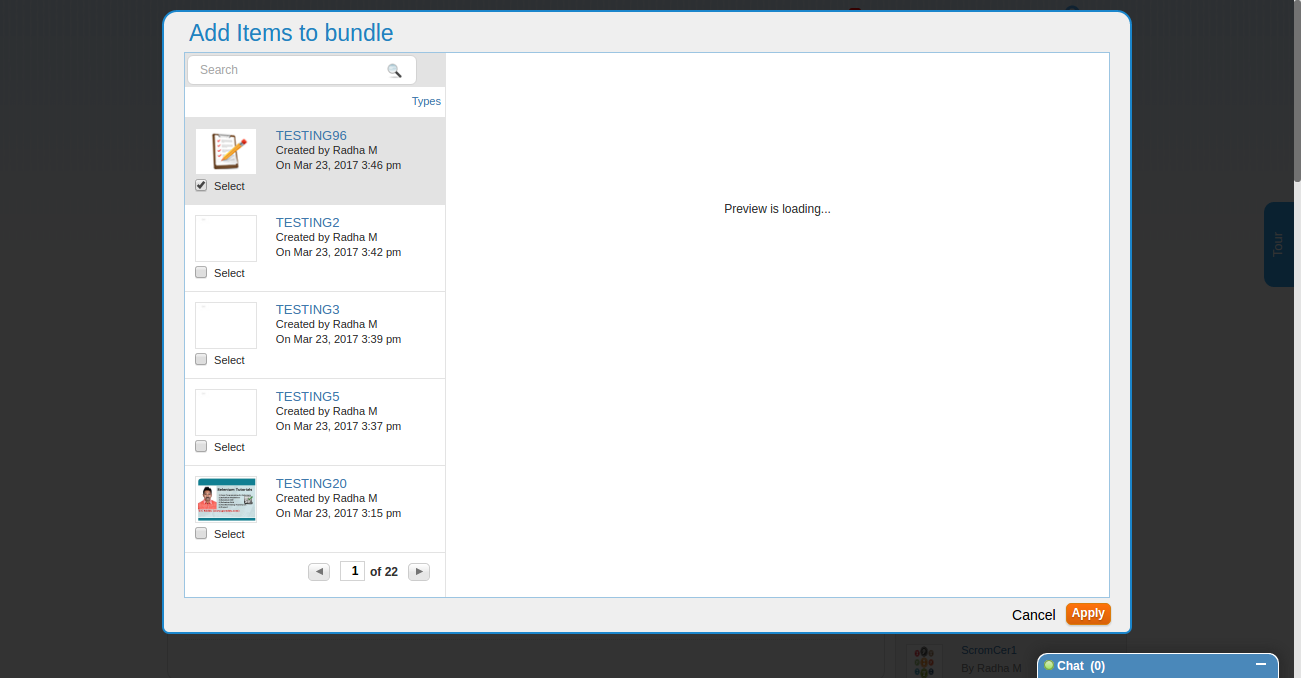 Add Items to bundle
Search
Types
TESTING96
Created by Radha M
On Mar 23, 2017 3:46 pm
Select
TESTING2
Created by Radha M
On Mar 23, 2017 3:42 pm
Select
TESTING3
Created by Radha M
On Mar 23, 2017 3:39 pm
Select
TESTING5
Created by Radha M
On Mar 23, 2017 3:37 pm
Select
TESTING20
Created by Radha M
On Mar 23, 2017 3:15 pm
Select
1 of 22
Preview is loading...
Cancel
Apply
Tour
ScromCer1
By Radha M
Chat (0)